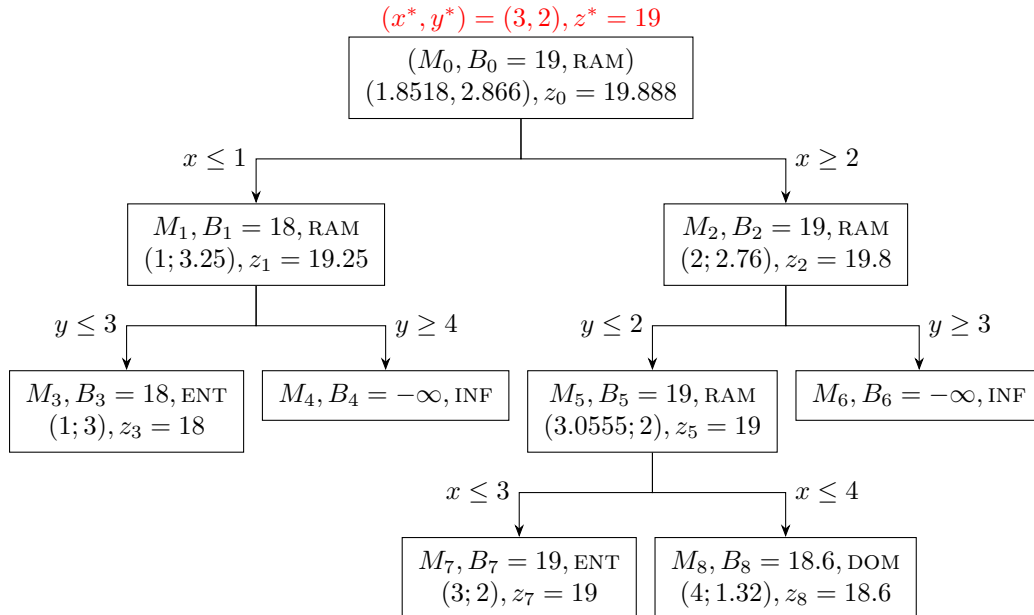 (x*, y*) = (3, 2), z* = 19
(M₀, B₀ = 19, RAM)
(1.8518, 2.866), z₀ = 19.888
x ≤ 1
x ≥ 2
M₁, B₁ = 18, RAM
(1; 3.25), z₁ = 19.25
M₂, B₂ = 19, RAM
(2; 2.76), z₂ = 19.8
y ≤ 3
y ≥ 4
y ≤ 2
y ≥ 3
M₃, B₃ = 18, ENT
(1; 3), z₃ = 18
M₄, B₄ = −∞, INF
M₅, B₅ = 19, RAM
(3.0555; 2), z₅ = 19
M₆, B₆ = −∞, INF
x ≤ 3
x ≤ 4
M₇, B₇ = 19, ENT
(3; 2), z₇ = 19
M₈, B₈ = 18.6, DOM
(4; 1.32), z₈ = 18.6